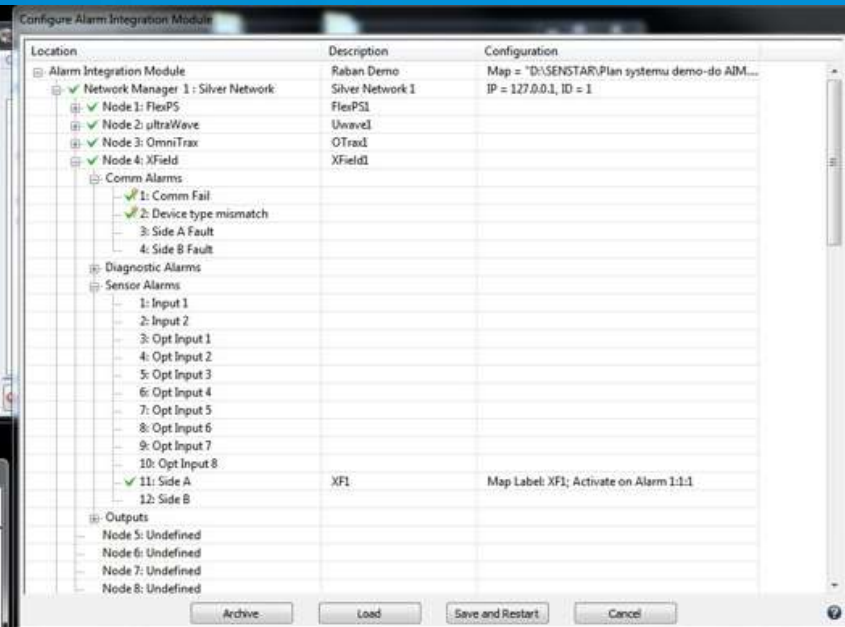 Configure Alarm Integration Module
Location Description Configuration
Alarm Integration Module Raban Demo Map = "D:\SENSTAR\Plan systemu demo-do AIM....
Network Manager 1 : Silver Network Silver Network 1 IP = 127.0.0.1, ID = 1
Node 1: FlexPS FlexPS1
Node 2: µltraWave Uwave1
Node 3: OmniTrax OTrax1
Node 4: XField XField1
Comm Alarms
1: Comm Fail
2: Device type mismatch
3: Side A Fault
4: Side B Fault
Diagnostic Alarms
Sensor Alarms
1: Input 1
2: Input 2
3: Opt Input 1
4: Opt Input 2
5: Opt Input 3
6: Opt Input 4
7: Opt Input 5
8: Opt Input 6
9: Opt Input 7
10: Opt Input 8
11: Side A XF1 Map Label: XF1; Activate on Alarm 1:1:1
12: Side B
Outputs
Node 5: Undefined
Node 6: Undefined
Node 7: Undefined
Node 8: Undefined
Archive Load Save and Restart Cancel